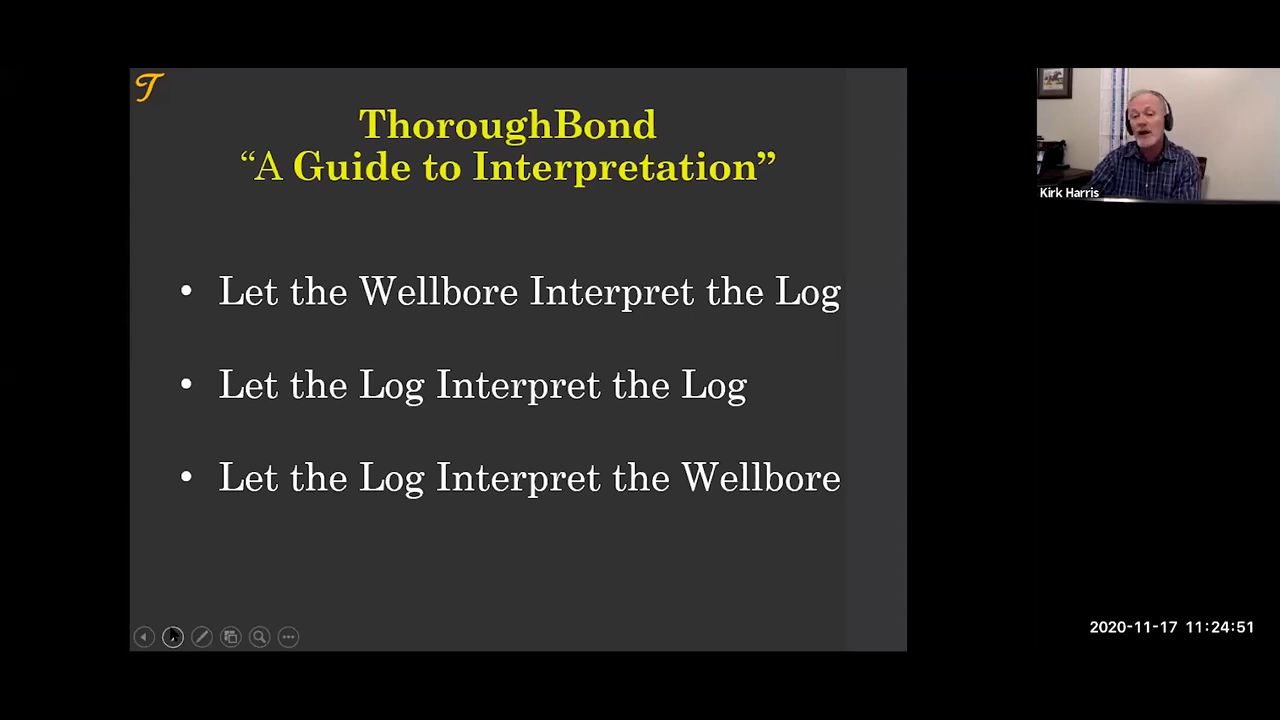 T
ThoroughBond
“A Guide to Interpretation”
• Let the Wellbore Interpret the Log
• Let the Log Interpret the Log
• Let the Log Interpret the Wellbore
Kirk Harris
2020-11-17 11:24:51